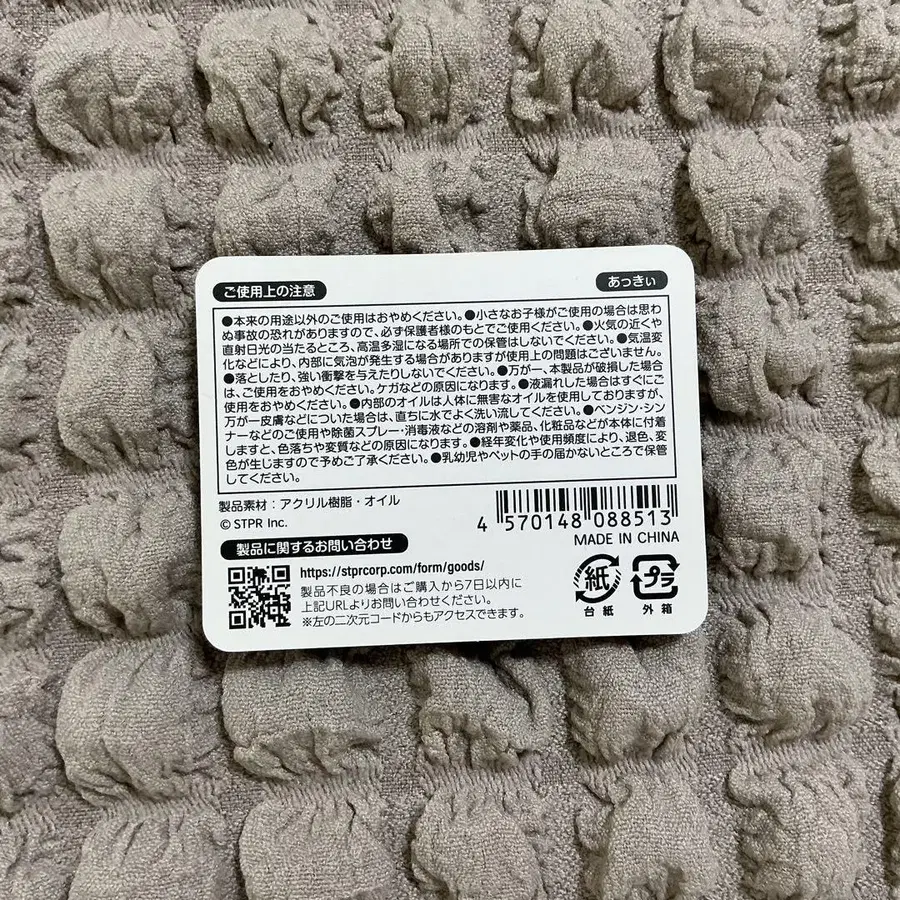 ご使用上の注意
あっきぃ
●本来の用途以外のご使用はおやめください。●小さなお子様がご使用の場合は思わ
ぬ事故の恐れがありますので、必ず保護者様のもとでご使用ください。●火気の近くや
直射日光の当たるところ、高温多湿になる場所での保管はしないでください。●気温変
化などにより、内部に気泡が発生する場合がありますが使用上の問題はございません。
●落としたり、強い衝撃を与えたりしないでください。●万が一、本製品が破損した場合
は、ご使用をおやめください。ケガなどの原因になります。●液漏れした場合はすぐにご
使用をおやめください。●内部のオイルは人体に無害なオイルを使用しておりますが、
万が一皮膚などについた場合は、直ちに水でよく洗い流してください。●ベンジン・シン
ナーなどのご使用や除菌スプレー・消毒液などの溶剤や薬品、化粧品などが本体に付着
しますと、色落ちや変質などの原因になります。●経年変化や使用頻度により、退色、変
色が生じますので予めご了承ください。●乳幼児やペットの手の届かないところで保管
してください。
製品素材：アクリル樹脂・オイル
© STPR Inc.
4 570148 088513
MADE IN CHINA
製品に関するお問い合わせ
https://stprcorp.com/form/goods/
製品不良の場合はご購入から7日以内に
上記URLよりお問い合わせください。
※左の二次元コードからもアクセスできます。
紙
台紙
プラ
外箱